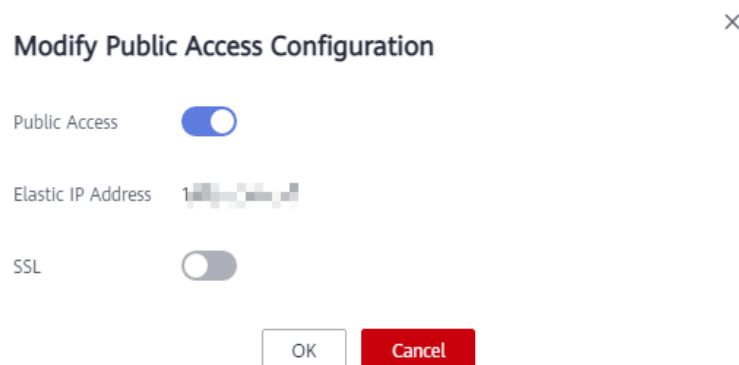 Modify Public Access Configuration
Public Access
Elastic IP Address
SSL
OK Cancel